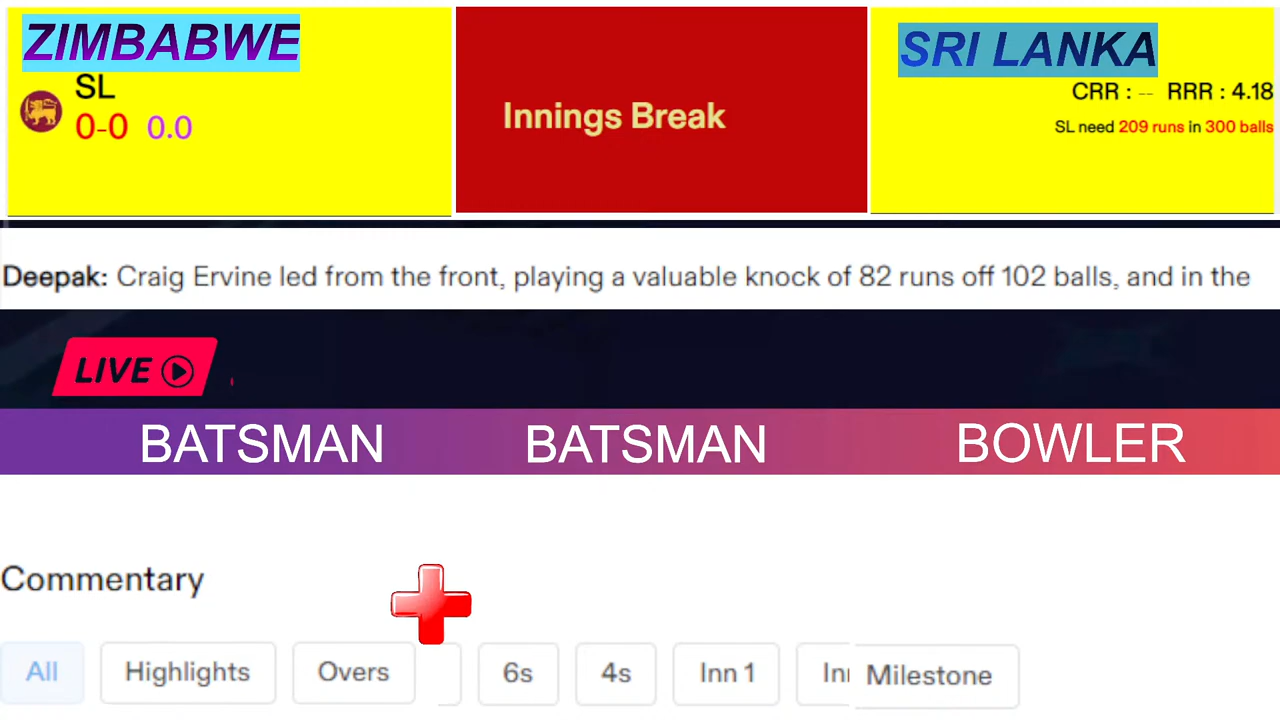 ZIMBABWE
SL
0-0 0.0
Innings Break
SRI LANKA
CRR : -- RRR : 4.18
SL need 209 runs in 300 balls
Deepak: Craig Ervine led from the front, playing a valuable knock of 82 runs off 102 balls, and in the
LIVE
BATSMAN BATSMAN BOWLER
Commentary
All Highlights Overs 6s 4s Inn 1 Milestone